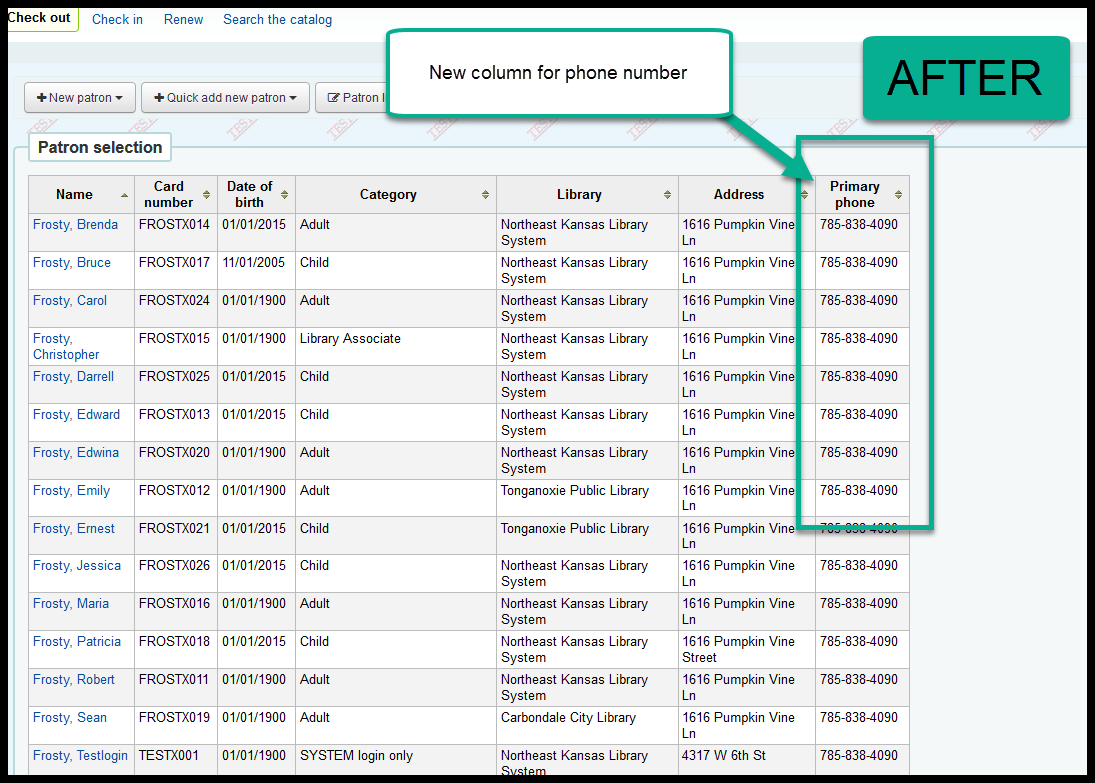 Check out Check in Renew Search the catalog
New column for phone number
AFTER
New patron Quick add new patron Patron
TEST
Patron selection
Name Card number Date of birth Category Library Address Primary phone
Frosty, Brenda FROSTX014 01/01/2015 Adult Northeast Kansas Library System 1616 Pumpkin Vine Ln 785-838-4090
Frosty, Bruce FROSTX017 11/01/2005 Child Northeast Kansas Library System 1616 Pumpkin Vine Ln 785-838-4090
Frosty, Carol FROSTX024 01/01/1900 Adult Northeast Kansas Library System 1616 Pumpkin Vine Ln 785-838-4090
Frosty, Christopher FROSTX015 01/01/1900 Library Associate Northeast Kansas Library System 1616 Pumpkin Vine Ln 785-838-4090
Frosty, Darrell FROSTX025 01/01/2015 Child Northeast Kansas Library System 1616 Pumpkin Vine Ln 785-838-4090
Frosty, Edward FROSTX013 01/01/2015 Child Northeast Kansas Library System 1616 Pumpkin Vine Ln 785-838-4090
Frosty, Edwina FROSTX020 01/01/1900 Adult Northeast Kansas Library System 1616 Pumpkin Vine Ln 785-838-4090
Frosty, Emily FROSTX012 01/01/1900 Adult Tonganoxie Public Library 1616 Pumpkin Vine Ln 785-838-4090
Frosty, Ernest FROSTX021 01/01/1900 Child Tonganoxie Public Library 1616 Pumpkin Vine Ln 785-838-4090
Frosty, Jessica FROSTX026 01/01/2015 Child Northeast Kansas Library System 1616 Pumpkin Vine Ln 785-838-4090
Frosty, Maria FROSTX016 01/01/1900 Adult Northeast Kansas Library System 1616 Pumpkin Vine Ln 785-838-4090
Frosty, Patricia FROSTX018 01/01/2015 Child Northeast Kansas Library System 1616 Pumpkin Vine Street 785-838-4090
Frosty, Robert FROSTX011 01/01/1900 Adult Northeast Kansas Library System 1616 Pumpkin Vine Ln 785-838-4090
Frosty, Sean FROSTX019 01/01/1900 Adult Carbondale City Library 1616 Pumpkin Vine Ln 785-838-4090
Frosty, Testlogin TESTX001 01/01/1900 SYSTEM login only Northeast Kansas Library System 4317 W 6th St 785-838-4090